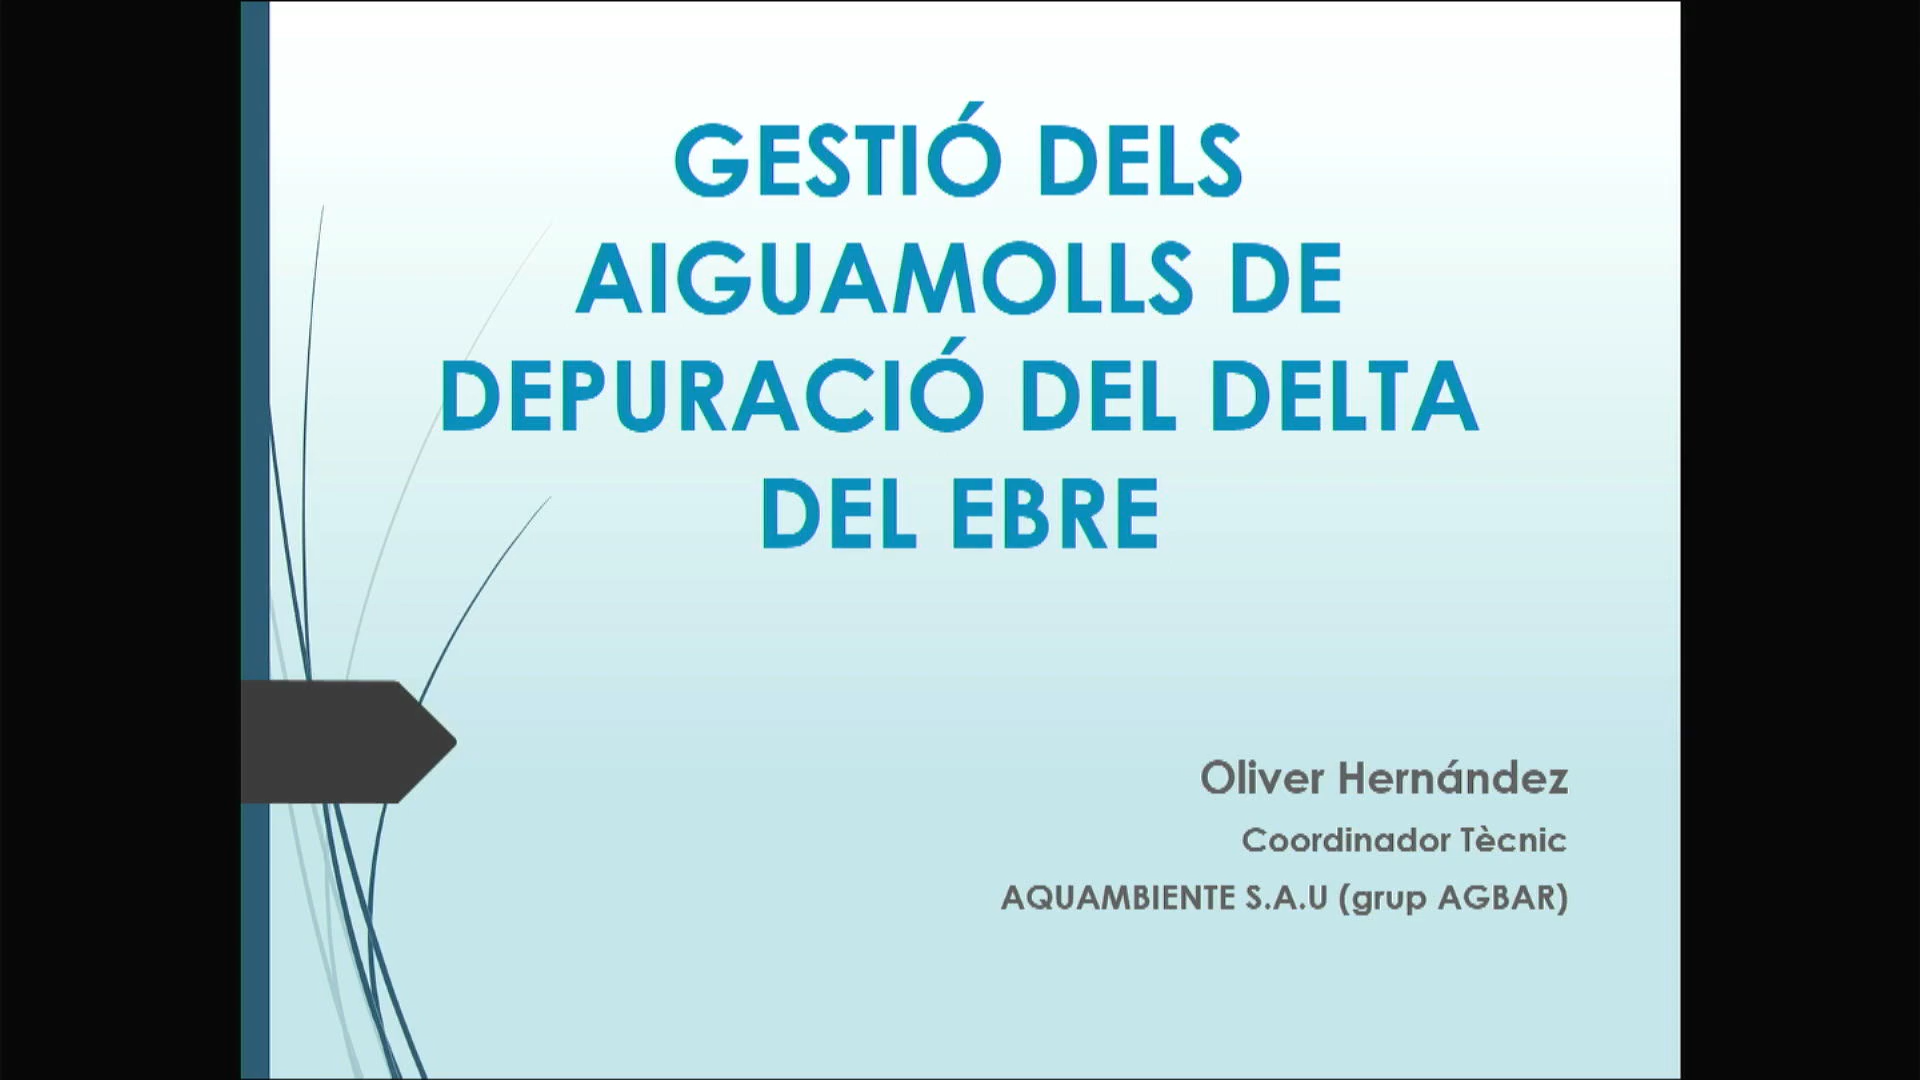 GESTIÓ DELS
AIGUAMOLLS DE
DEPURACIÓ DEL DELTA
DEL EBRE
Oliver Hernández
Coordinador Tècnic
AQUAMBIENTE S.A.U (grup AGBAR)